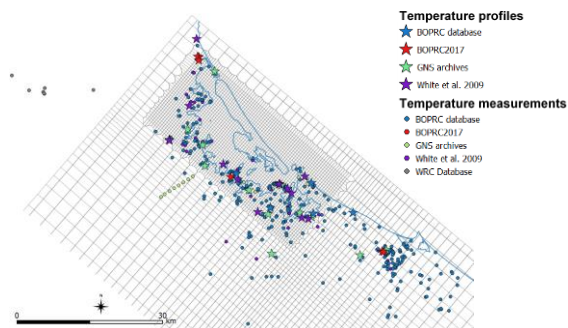 Temperature profiles
BOPRC database
BOPRC2017
GNS archives
White et al. 2009
Temperature measurements
BOPRC database
BOPRC2017
GNS archives
White et al. 2009
WRC Database
0 30
km